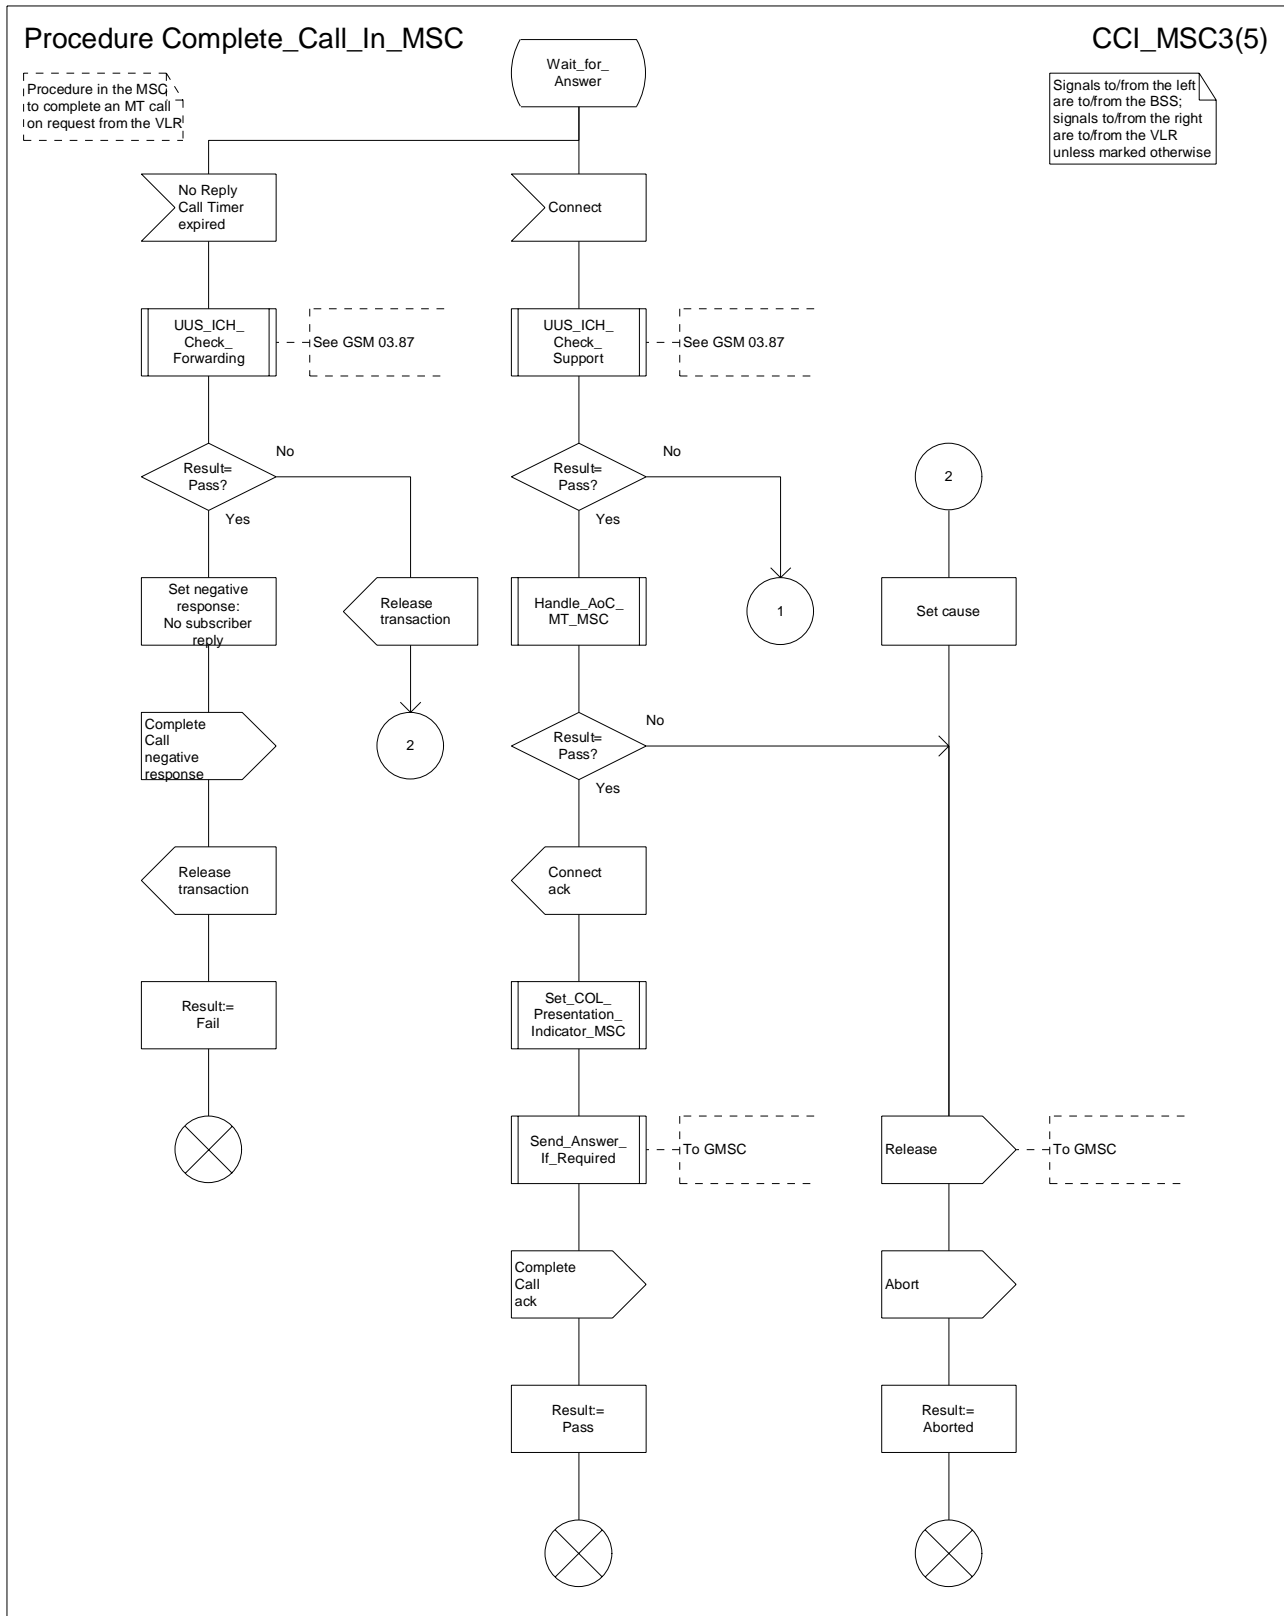 Procedure Complete_Call_In_MSC
CCI_MSC3(5)
Procedure in the MSC
to complete an MT call
on request from the VLR
Wait_for_
Answer
Signals to/from the left
are to/from the BSS;
signals to/from the right
are to/from the VLR
unless marked otherwise
No Reply
Call Timer
expired
Connect
UUS_ICH_
Check_
Forwarding
See GSM 03.87
UUS_ICH_
Check_
Support
See GSM 03.87
Result=
Pass?
No
Yes
Result=
Pass?
No
Yes
2
Set negative
response:
No subscriber
reply
Release
transaction
Handle_AoC_
MT_MSC
1
Set cause
Complete
Call
negative
response
2
Result=
Pass?
No
Yes
Release
transaction
Connect
ack
Result:=
Fail
Set_COL_
Presentation_
Indicator_MSC
Send_Answer_
If_Required
To GMSC
Release
To GMSC
Complete
Call
ack
Abort
Result:=
Pass
Result:=
Aborted